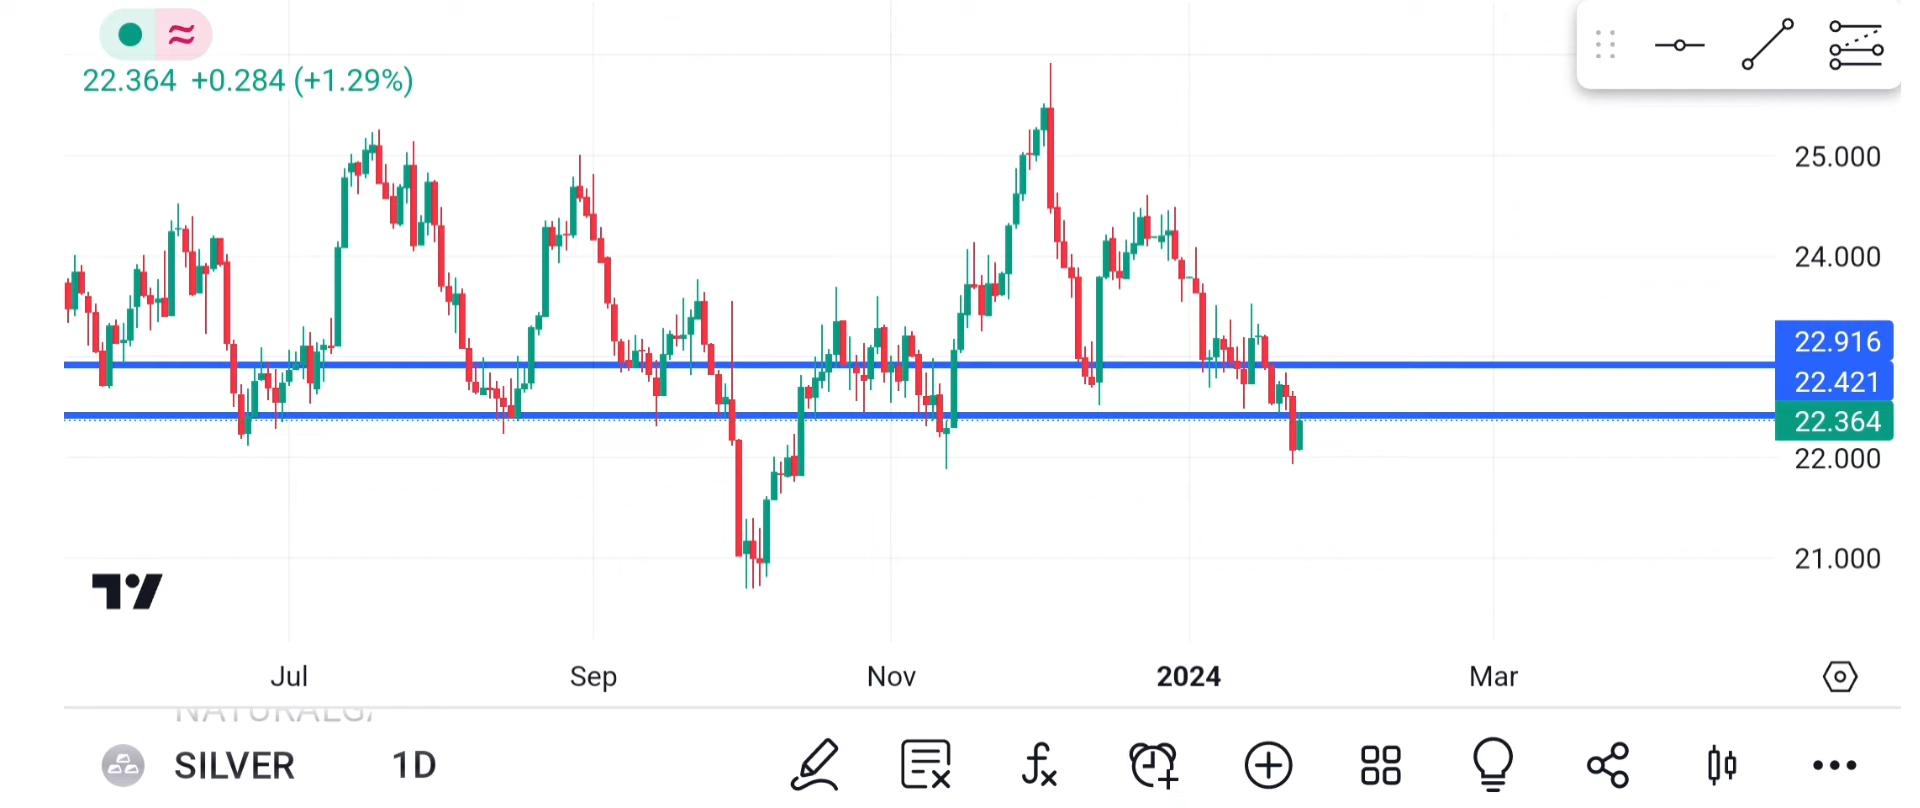 22.364 +0.284 (+1.29%)
25.000
24.000
22.916
22.421
22.364
22.000
21.000
Jul Sep Nov 2024 Mar
SILVER 1D